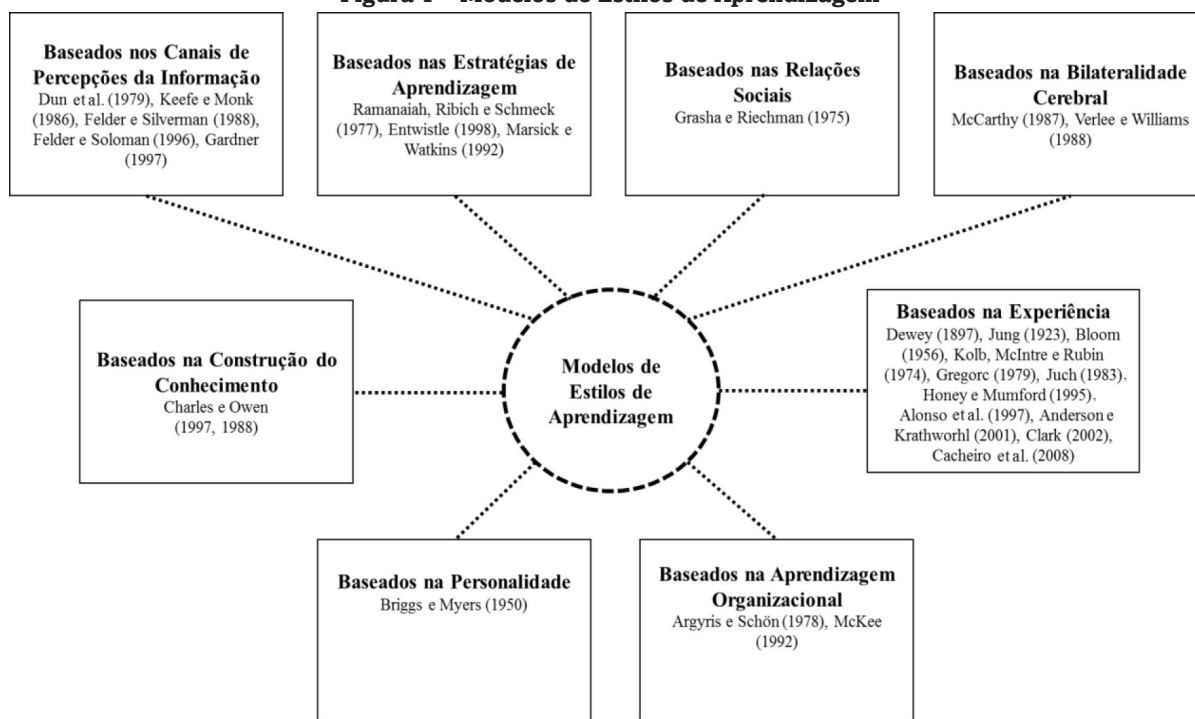 Figura 1 – Modelos de Estilos de Aprendizagem
Baseados nos Canais de
Percepções da Informação
Dun et al. (1979), Keefe e Monk
(1986), Felder e Silverman (1988),
Felder e Soloman (1996), Gardner
(1997)
Baseados nas Estratégias de
Aprendizagem
Ramanaiah, Ribich e Schmeck
(1977), Entwistle (1998), Marsick e
Watkins (1992)
Baseados nas Relações
Sociais
Grasha e Riechman (1975)
Baseados na Bilateralidade
Cerebral
McCarthy (1987), Verlee e Williams
(1988)
Baseados na Construção do
Conhecimento
Charles e Owen
(1997, 1988)
Modelos de
Estilos de
Aprendizagem
Baseados na Experiência
Dewey (1897), Jung (1923), Bloom
(1956), Kolb, McIntre e Rubin
(1974), Gregorc (1979), Juch (1983),
Honey e Mumford (1995),
Alonso et al. (1997), Anderson e
Krathworhl (2001), Clark (2002),
Cacheiro et al. (2008)
Baseados na Personalidade
Briggs e Myers (1950)
Baseados na Aprendizagem
Organizacional
Argyris e Schön (1978), McKee
(1992)